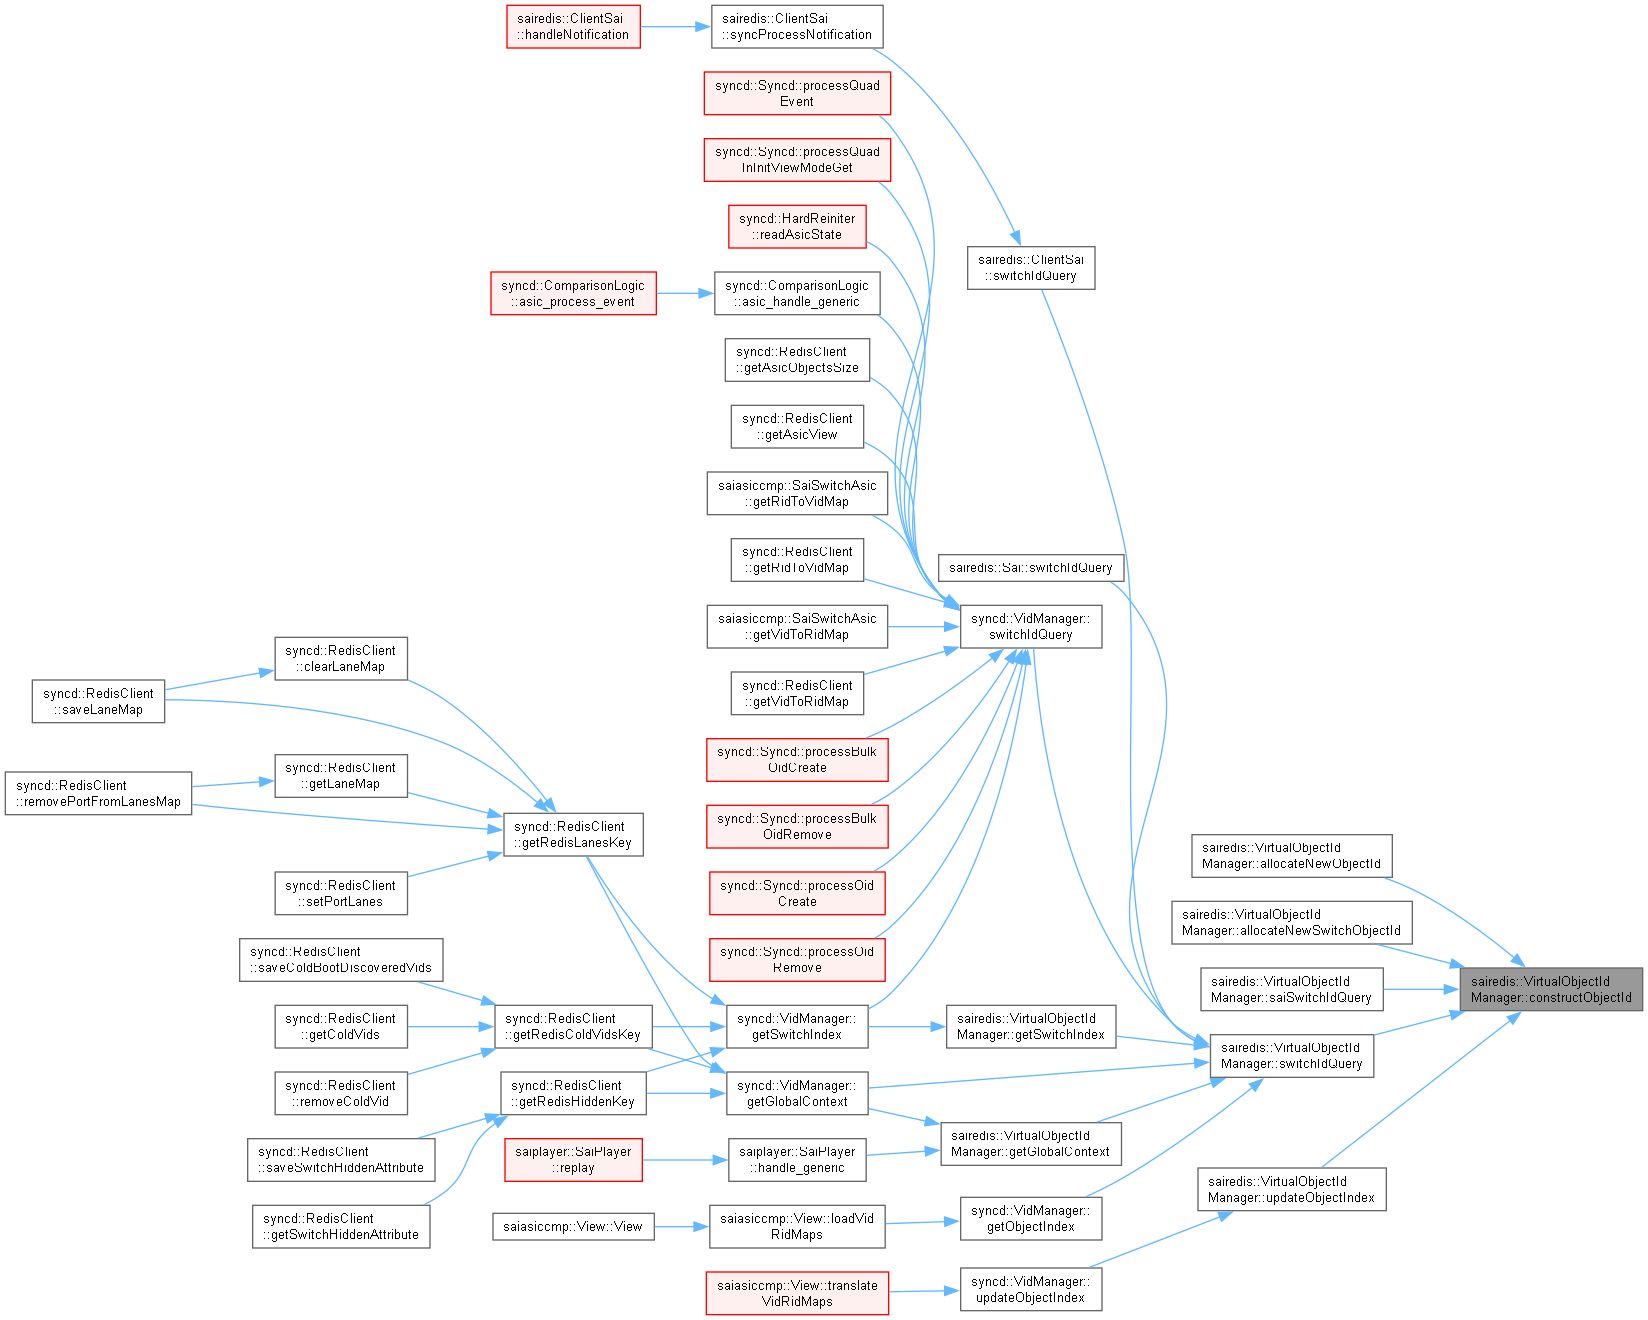 sairedis::ClientSai
::handleNotification
sairedis::ClientSai
::syncProcessNotification
syncd::Syncd::processQuad
Event
syncd::Syncd::processQuad
InInitViewModeGet
syncd::HardReiniter
::readAsicState
sairedis::ClientSai
::switchIdQuery
syncd::ComparisonLogic
::asic_process_event
syncd::ComparisonLogic
::asic_handle_generic
syncd::RedisClient
::getAsicObjectsSize
syncd::RedisClient
::getAsicView
saiasiccmp::SaiSwitchAsic
::getRidToVidMap
syncd::RedisClient
::getRidToVidMap
sairedis::Sai::switchIdQuery
saiasiccmp::SaiSwitchAsic
::getVidToRidMap
syncd::VidManager::
switchIdQuery
syncd::RedisClient
::clearLaneMap
syncd::RedisClient
::saveLaneMap
syncd::RedisClient
::getVidToRidMap
syncd::Syncd::processBulk
OidCreate
syncd::RedisClient
::getLaneMap
syncd::RedisClient
::removePortFromLanesMap
syncd::RedisClient
::getRedisLanesKey
syncd::Syncd::processBulk
OidRemove
sairedis::VirtualObjectId
Manager::allocateNewObjectId
syncd::RedisClient
::setPortLanes
syncd::Syncd::processOid
Create
sairedis::VirtualObjectId
Manager::allocateNewSwitchObjectId
syncd::RedisClient
::saveColdBootDiscoveredVids
syncd::Syncd::processOid
Remove
sairedis::VirtualObjectId
Manager::saiSwitchIdQuery
sairedis::VirtualObjectId
Manager::constructObjectId
syncd::RedisClient
::getColdVids
syncd::RedisClient
::getRedisColdVidsKey
syncd::VidManager::
getSwitchIndex
sairedis::VirtualObjectId
Manager::getSwitchIndex
sairedis::VirtualObjectId
Manager::switchIdQuery
syncd::RedisClient
::removeColdVid
syncd::RedisClient
::getRedisHiddenKey
syncd::VidManager::
getGlobalContext
syncd::RedisClient
::saveSwitchHiddenAttribute
saiplayer::SaiPlayer
::replay
saiplayer::SaiPlayer
::handle_generic
sairedis::VirtualObjectId
Manager::getGlobalContext
sairedis::VirtualObjectId
Manager::updateObjectIndex
syncd::RedisClient
::getSwitchHiddenAttribute
saiasiccmp::View::View
saiasiccmp::View::loadVid
RidMaps
syncd::VidManager::
getObjectIndex
saiasiccmp::View::translate
VidRidMaps
syncd::VidManager::
updateObjectIndex